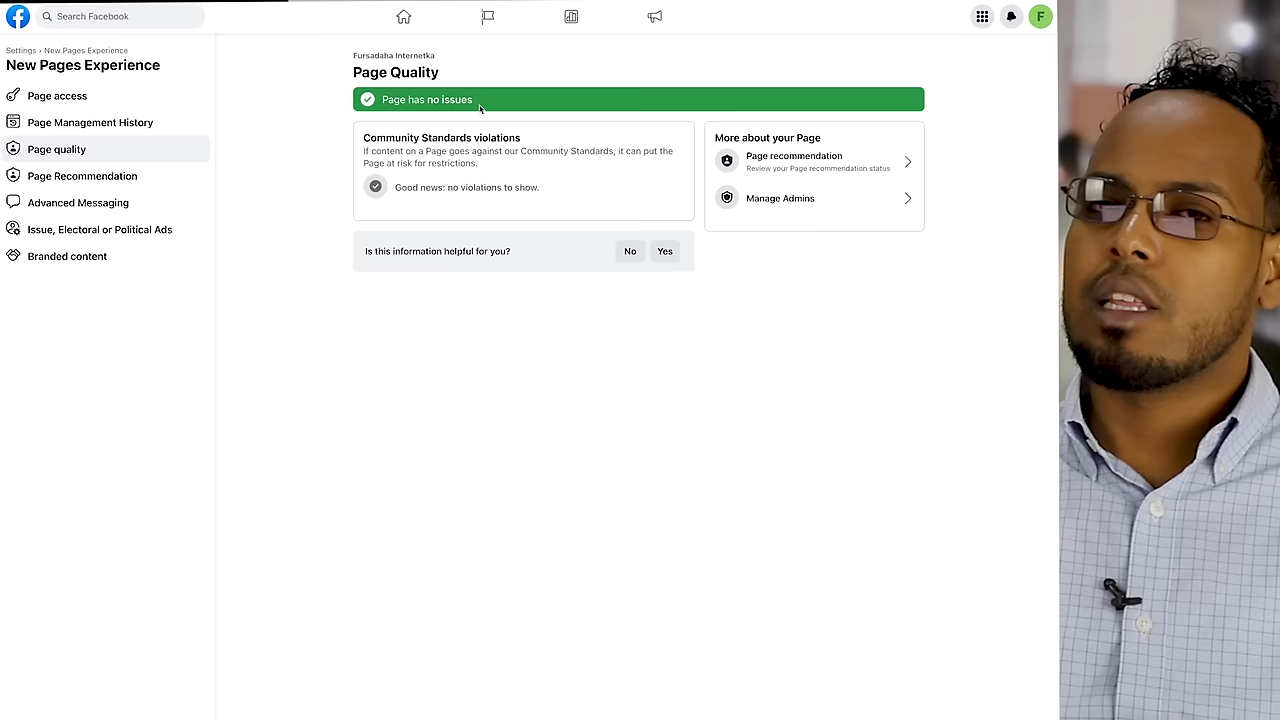 Search Facebook
F
Settings › New Pages Experience
New Pages Experience
Page access
Page Management History
Page quality
Page Recommendation
Advanced Messaging
Issue, Electoral or Political Ads
Branded content
Fursadaha Internetka
Page Quality
Page has no issues
Community Standards violations
If content on a Page goes against our Community Standards, it can put the
Page at risk for restrictions.
Good news: no violations to show.
Is this information helpful for you?
No
Yes
More about your Page
Page recommendation
Review your Page recommendation status
Manage Admins